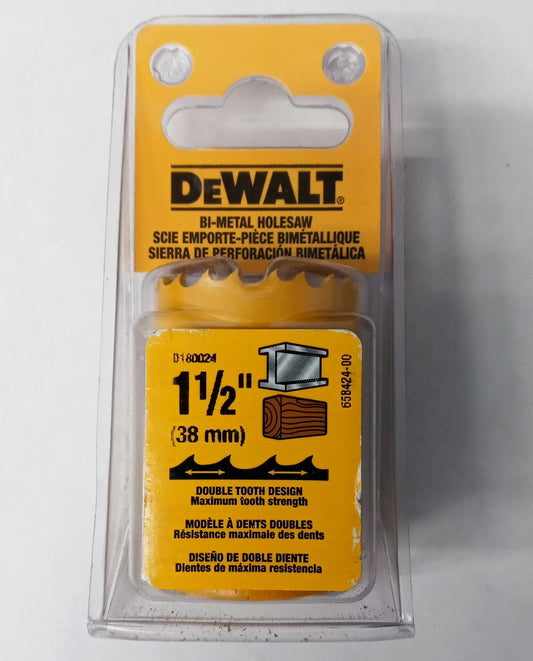 DEWALT®
BI-METAL HOLESAW
SCIE EMPORTE-PIÈCE BIMÉTALLIQUE
SIERRA DE PERFORACIÓN BIMETÁLICA
D180024
1 1/2"
(38 mm)
658424-00
DOUBLE TOOTH DESIGN
Maximum tooth strength
MODÈLE À DENTS DOUBLES
Résistance maximale des dents
DISEÑO DE DOBLE DIENTE
Dientes de máxima resistencia